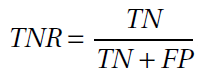 TNR = TN / (TN + FP)